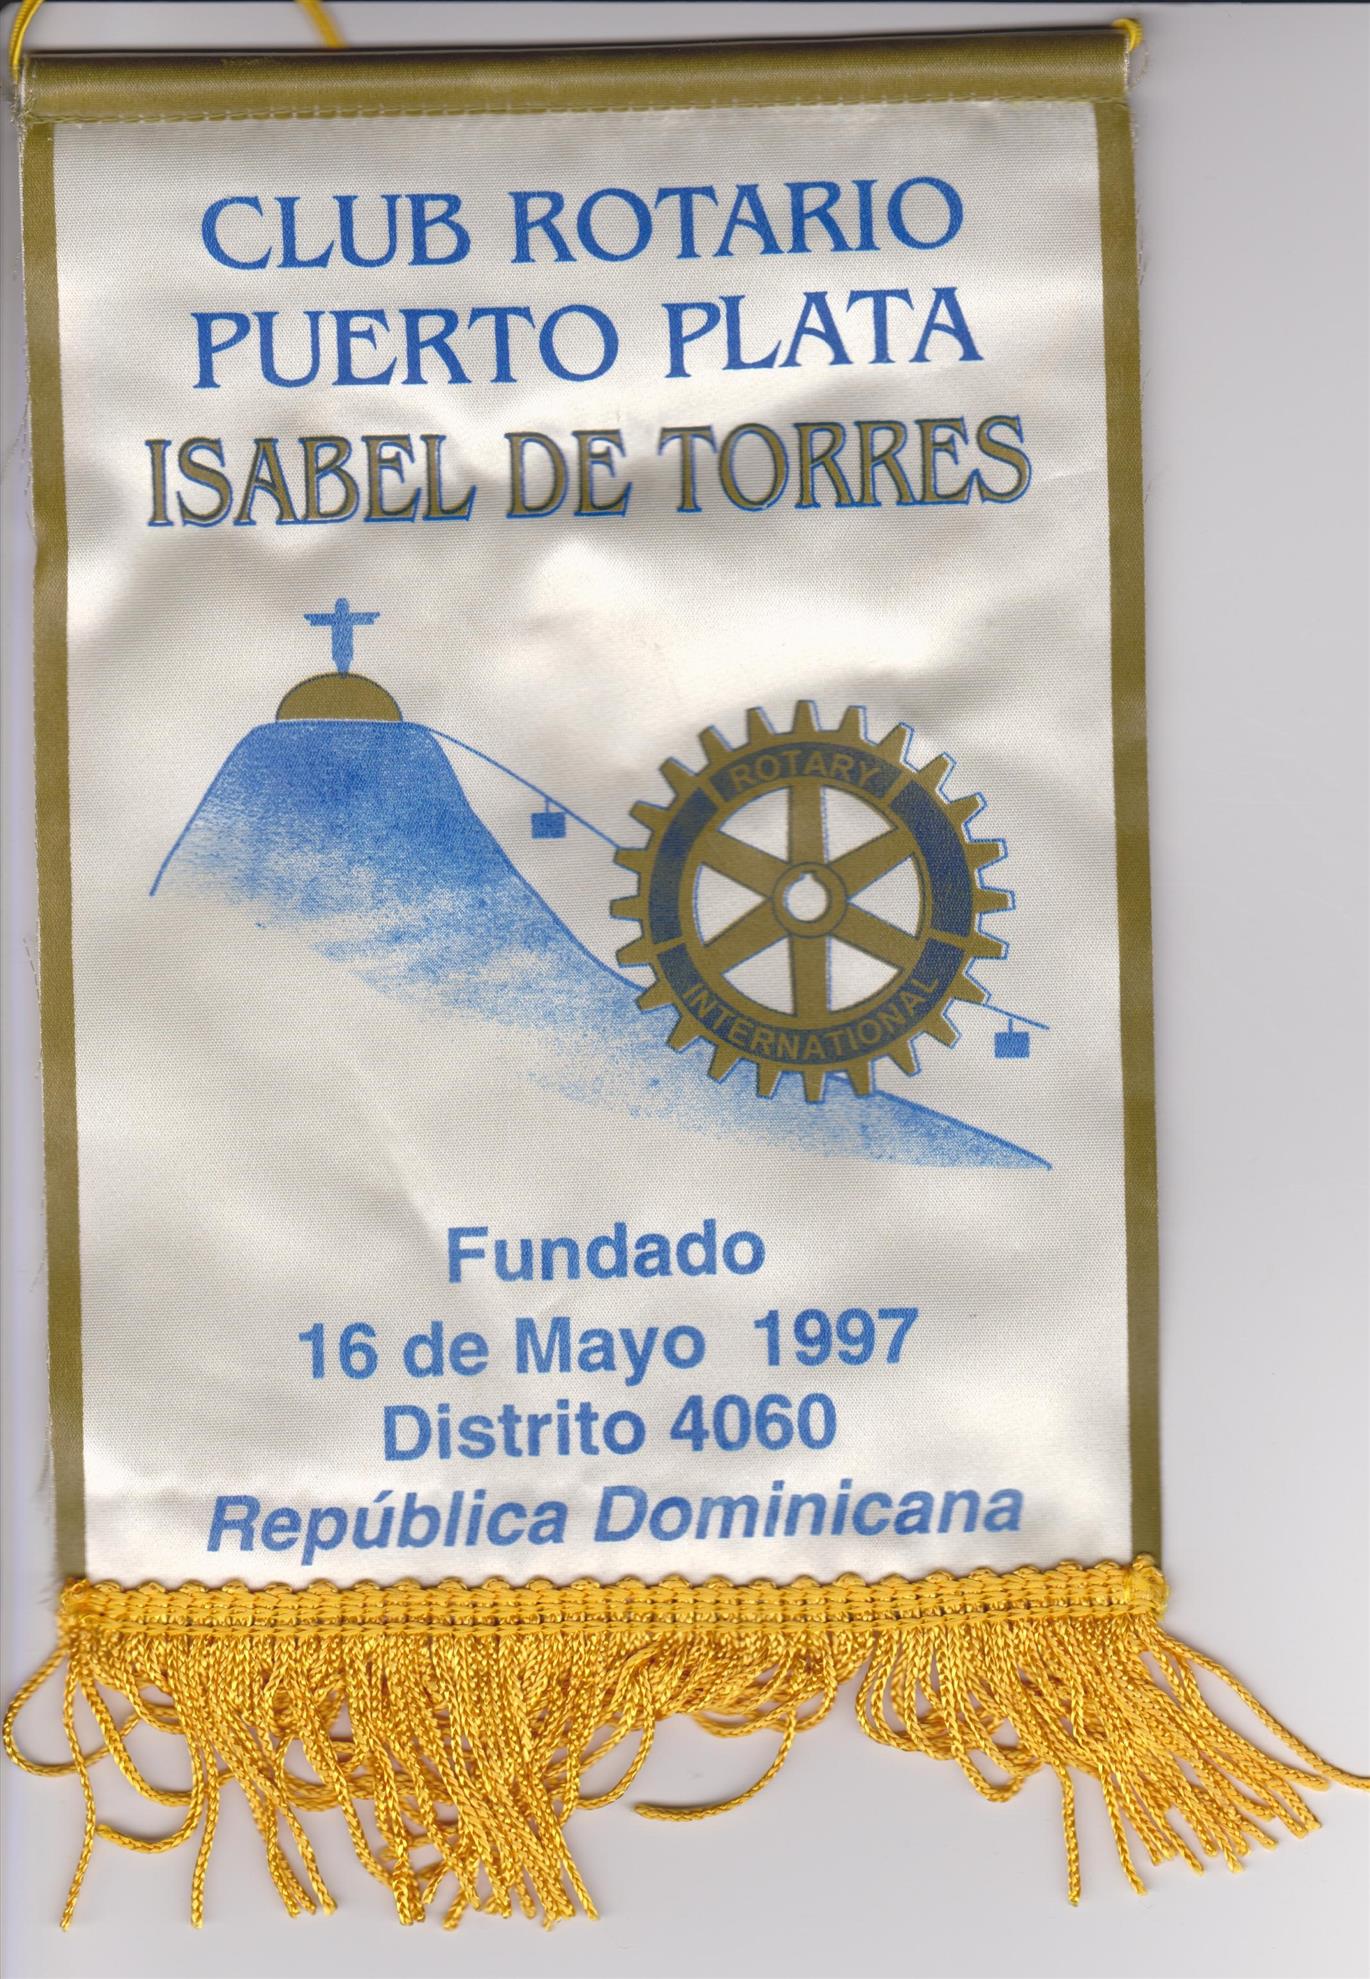 CLUB ROTARIO
PUERTO PLATA
ISABEL DE TORRES
ROTARY
INTERNATIONAL
Fundado
16 de Mayo 1997
Distrito 4060
República Dominicana